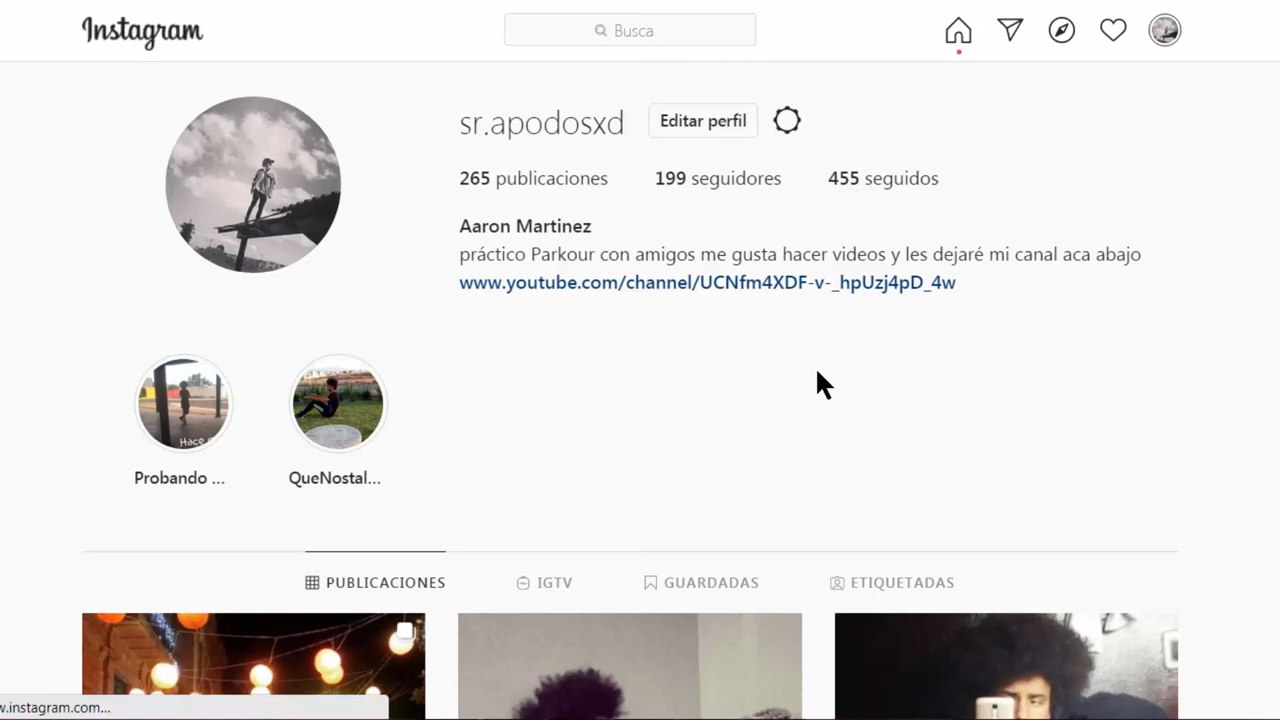 Instagram
Busca
sr.apodosxd
Editar perfil
265 publicaciones 199 seguidores 455 seguidos
Aaron Martinez
práctico Parkour con amigos me gusta hacer videos y les dejaré mi canal aca abajo
www.youtube.com/channel/UCNfm4XDF-v-_hpUzj4pD_4w
Hace
Probando ... QueNostal...
PUBLICACIONES IGTV GUARDADAS ETIQUETADAS
w.instagram.com...